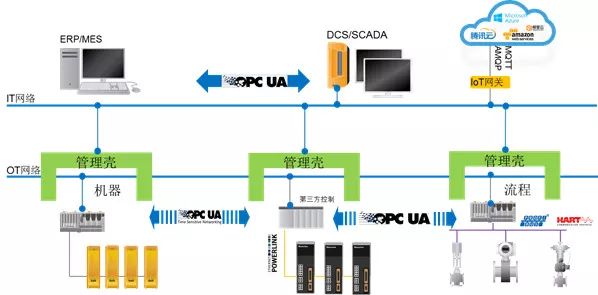 ERP/MES
DCS/SCADA
Microsoft
Azure
腾讯云
阿里云
amazon
web services
MQTT
AMQP
OPC UA
IoT网关
IT网络
管理壳
管理壳
管理壳
OT网络
机器
第三方控制
流程
OPC UA
Time Sensitive Networking
OPC UA
POWERLINK
HART